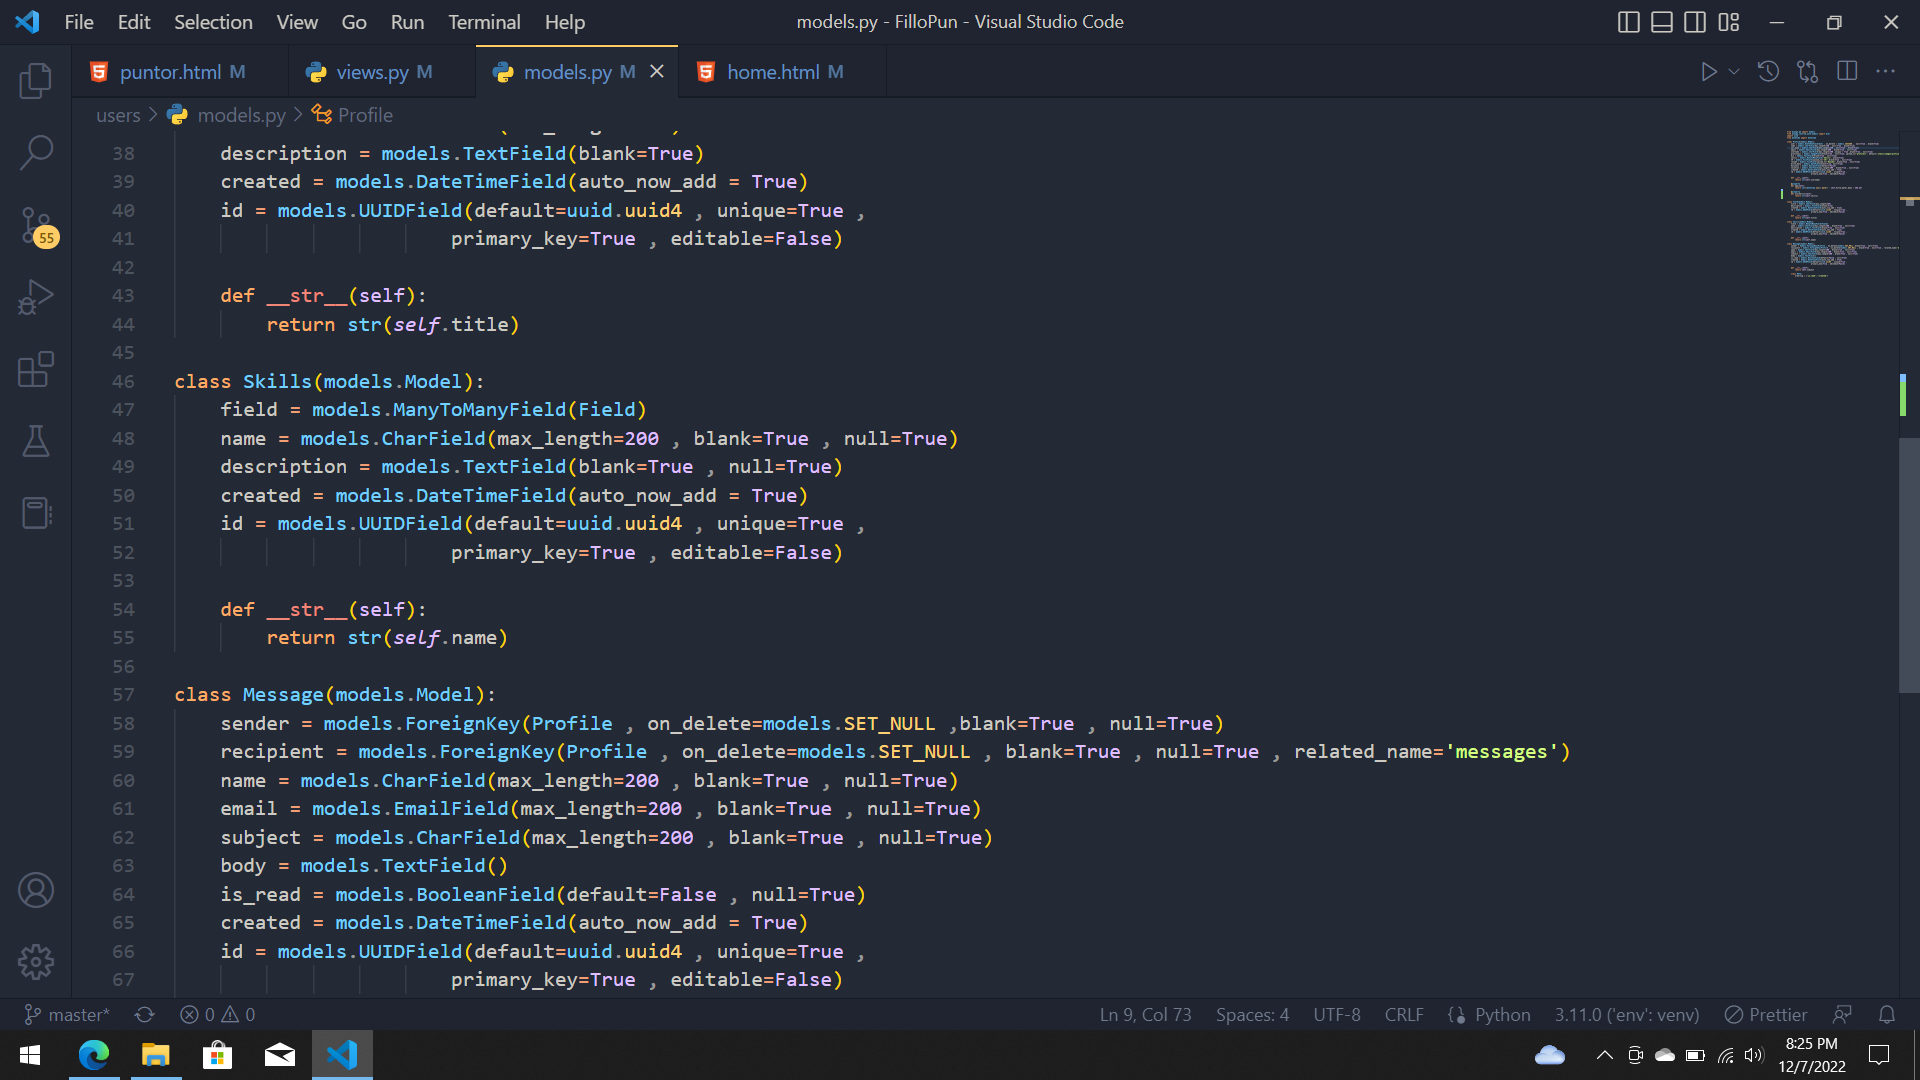 File Edit Selection View Go Run Terminal Help models.py - FilloPun - Visual Studio Code
puntor.html M views.py M models.py M home.html M
users > models.py > Profile
38 description = models.TextField(blank=True)
39 created = models.DateTimeField(auto_now_add = True)
40 id = models.UUIDField(default=uuid.uuid4 , unique=True ,
41 primary_key=True , editable=False)
42
43 def __str__(self):
44 return str(self.title)
45
46 class Skills(models.Model):
47 field = models.ManyToManyField(Field)
48 name = models.CharField(max_length=200 , blank=True , null=True)
49 description = models.TextField(blank=True , null=True)
50 created = models.DateTimeField(auto_now_add = True)
51 id = models.UUIDField(default=uuid.uuid4 , unique=True ,
52 primary_key=True , editable=False)
53
54 def __str__(self):
55 return str(self.name)
56
57 class Message(models.Model):
58 sender = models.ForeignKey(Profile , on_delete=models.SET_NULL ,blank=True , null=True)
59 recipient = models.ForeignKey(Profile , on_delete=models.SET_NULL , blank=True , null=True , related_name='messages')
60 name = models.CharField(max_length=200 , blank=True , null=True)
61 email = models.EmailField(max_length=200 , blank=True , null=True)
62 subject = models.CharField(max_length=200 , blank=True , null=True)
63 body = models.TextField()
64 is_read = models.BooleanField(default=False , null=True)
65 created = models.DateTimeField(auto_now_add = True)
66 id = models.UUIDField(default=uuid.uuid4 , unique=True ,
67 primary_key=True , editable=False)
55
master* 0 0 Ln 9, Col 73 Spaces: 4 UTF-8 CRLF Python 3.11.0 ('env': venv) Prettier
8:25 PM
12/7/2022